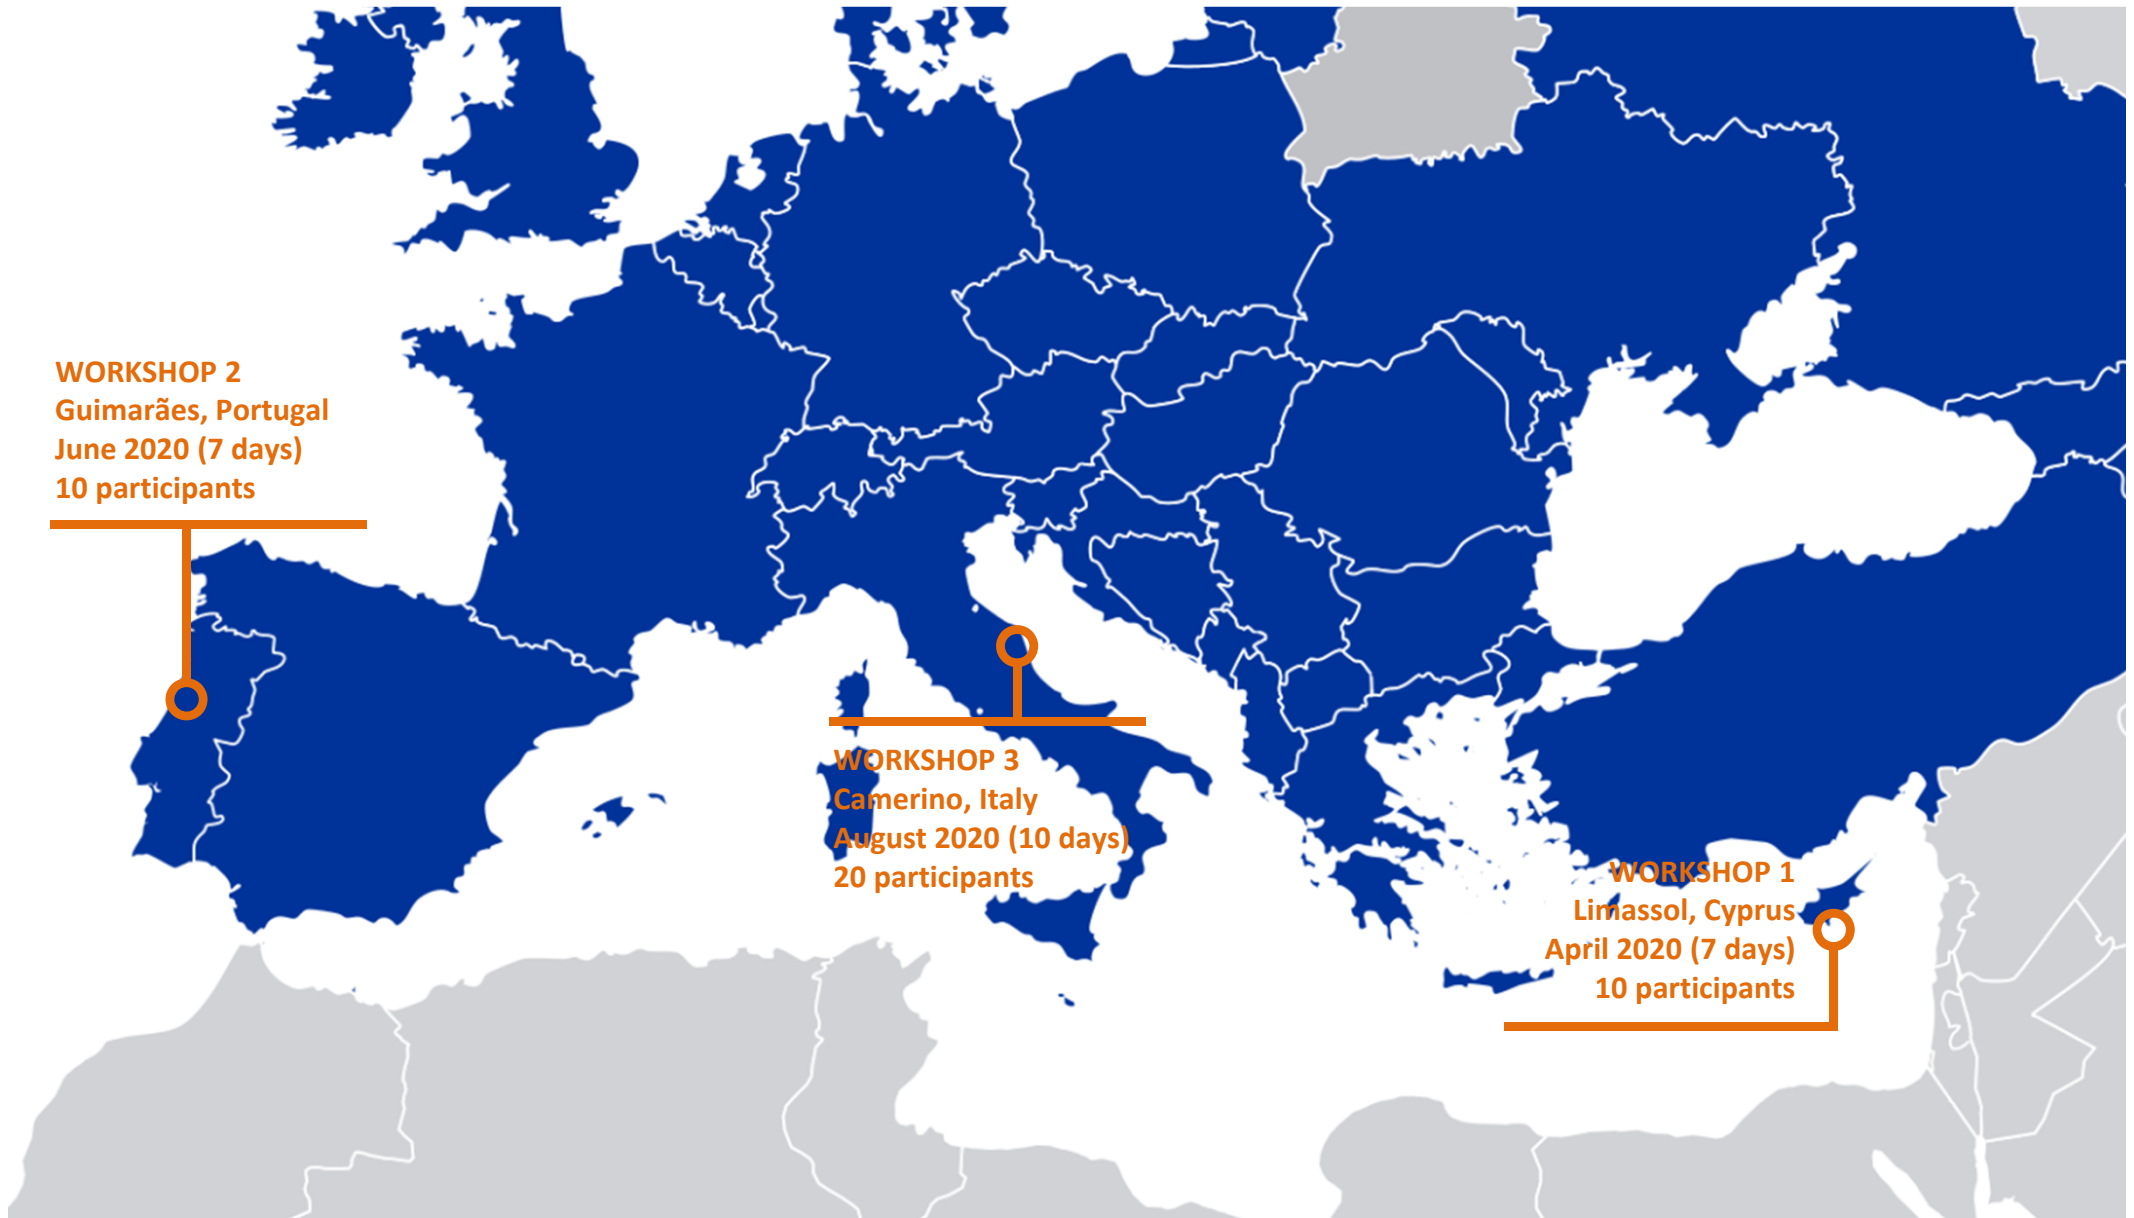 WORKSHOP 2
Guimarães, Portugal
June 2020 (7 days)
10 participants
WORKSHOP 3
Camerino, Italy
August 2020 (10 days)
20 participants
WORKSHOP 1
Limassol, Cyprus
April 2020 (7 days)
10 participants